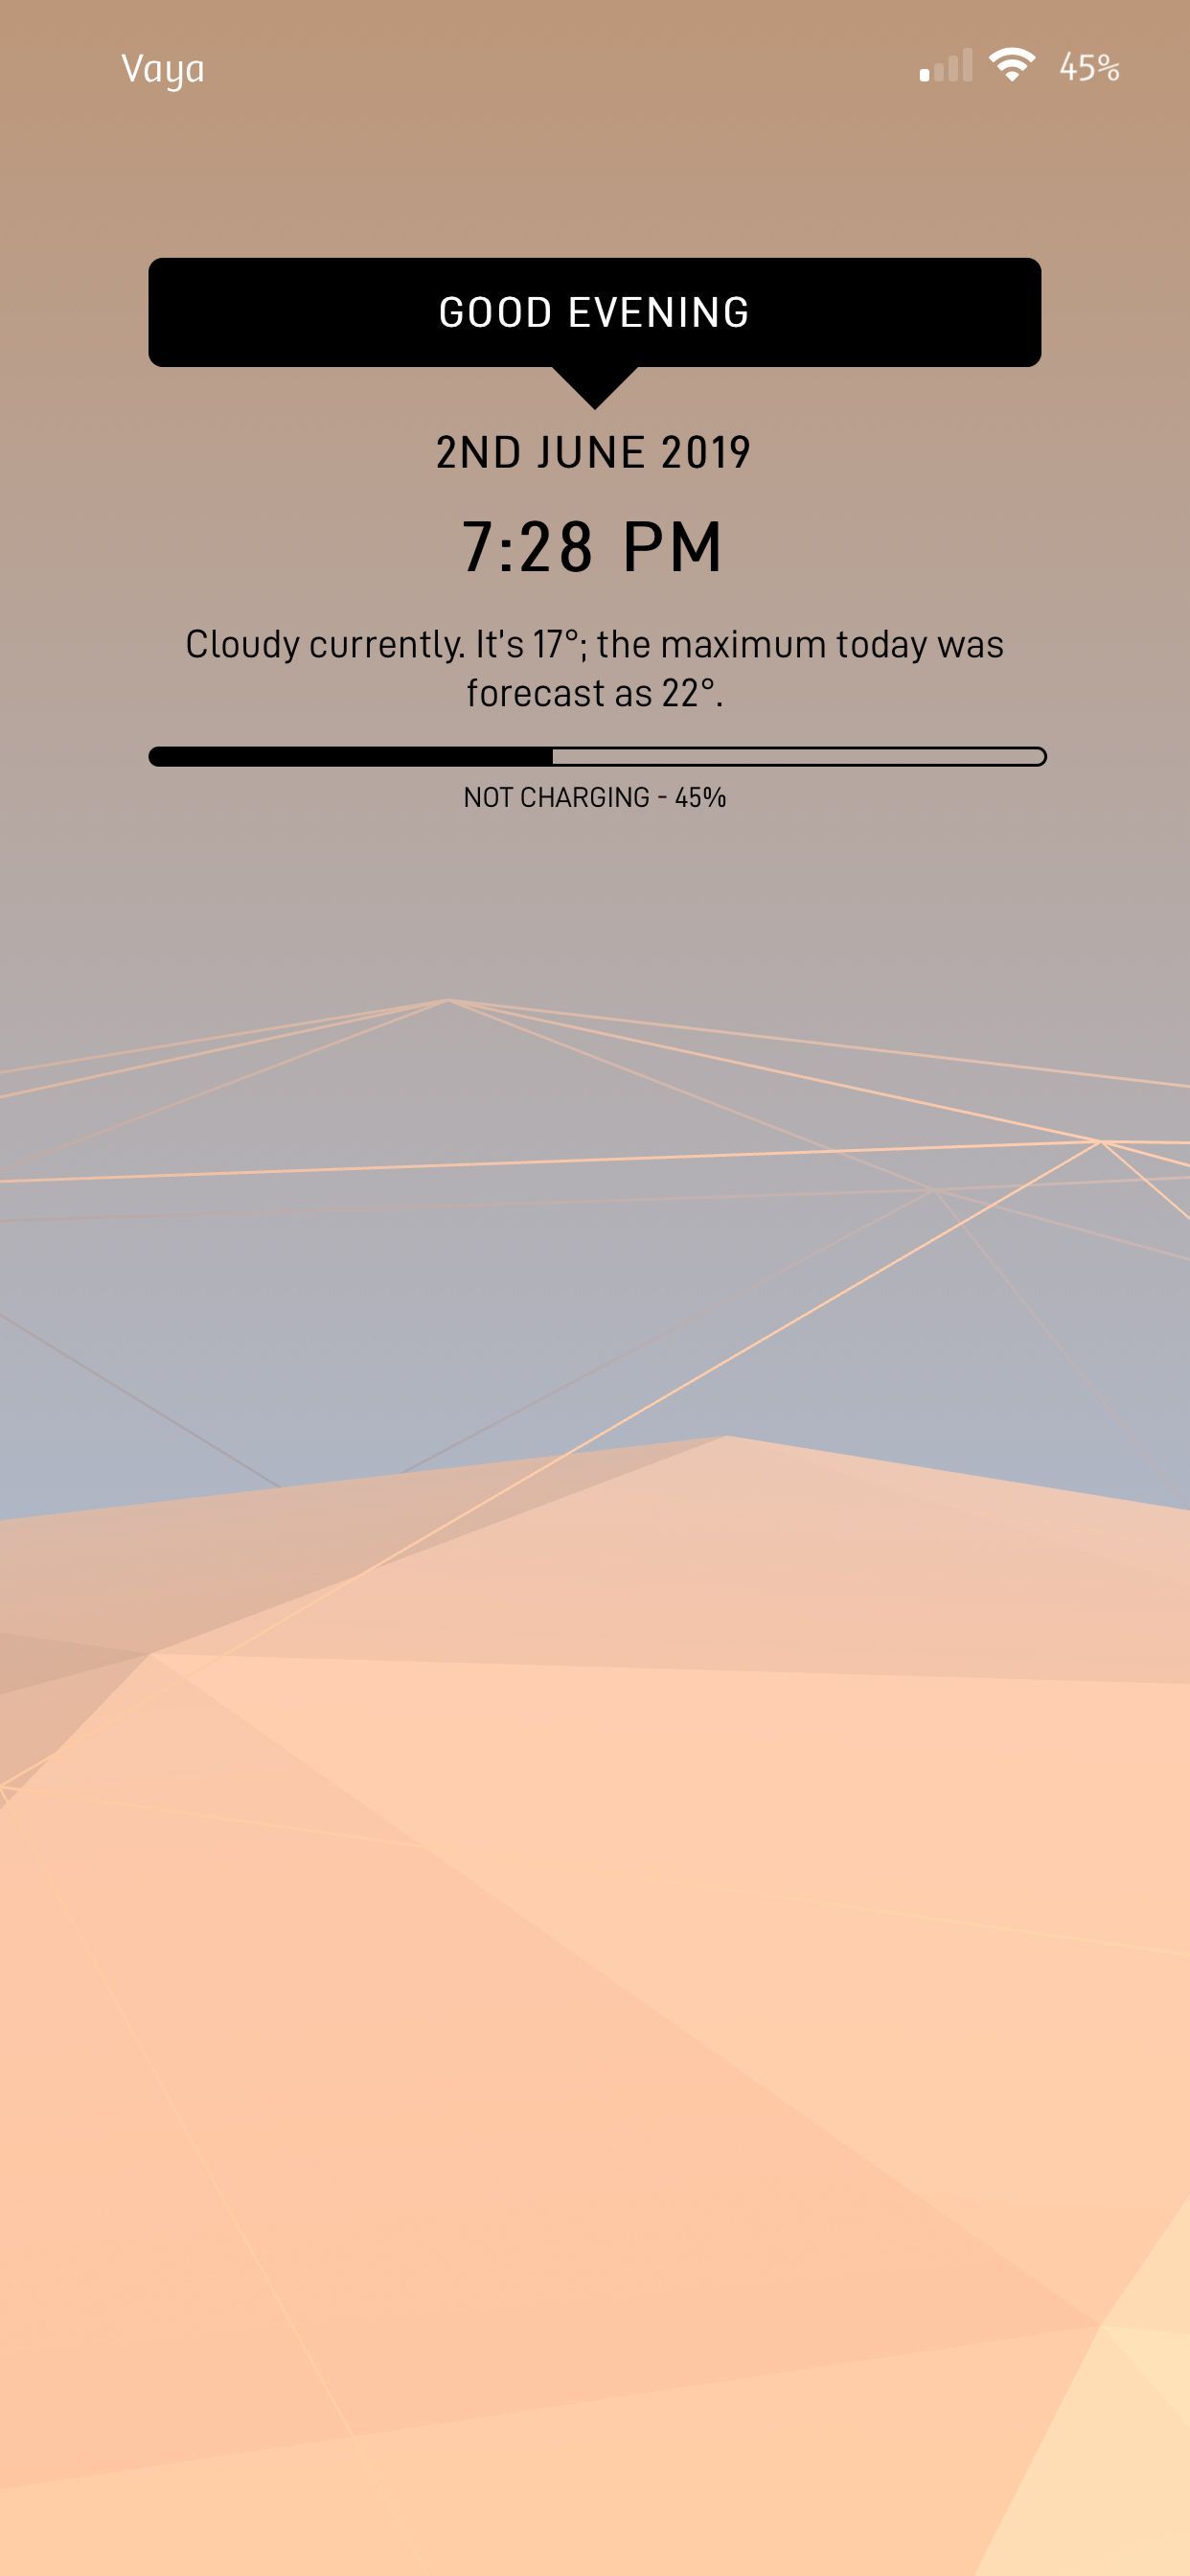 Vaya 45%
GOOD EVENING
2ND JUNE 2019
7:28 PM
Cloudy currently. It's 17°; the maximum today was
forecast as 22°.
NOT CHARGING - 45%